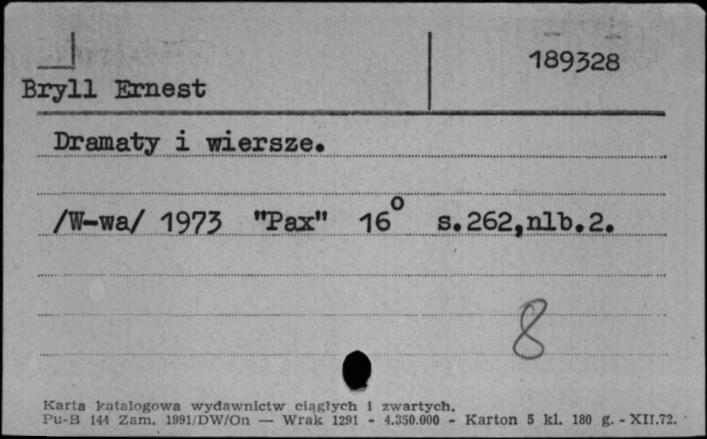 189328
Bryll Ernest
Dramaty i wiersze.
/W-wa/ 1973 "Pax" 16° s.262,nlb.2.
8
Karta katalogowa wydawnictw ciągłych i zwartych.
Pu-B 144 Zam. 1991/DW/On — Wrak 1291 - 4.350.000 - Karton 5 kl. 180 g. - XII.72.